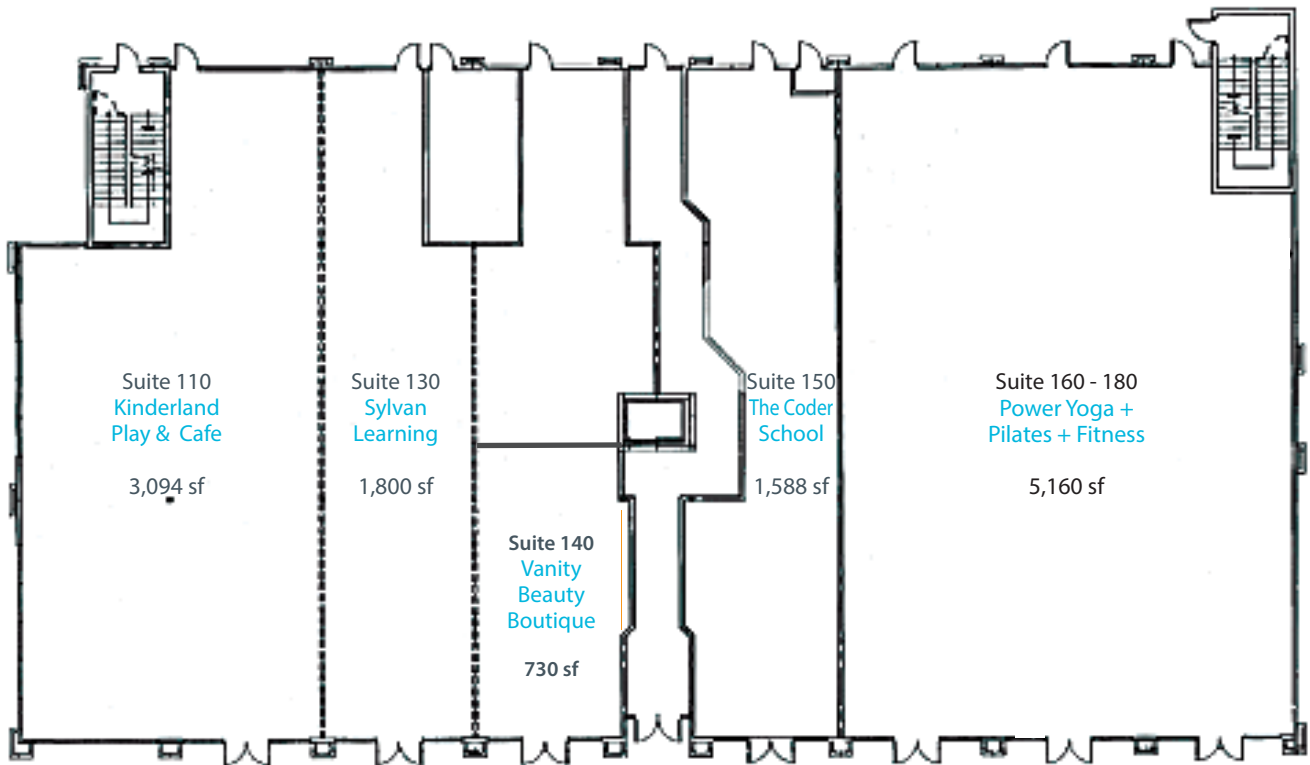 Suite 110
Kinderland
Play & Cafe
3,094 sf
Suite 130
Sylvan
Learning
1,800 sf
Suite 140
Vanity
Beauty
Boutique
730 sf
Suite 150
The Coder
School
1,588 sf
Suite 160 - 180
Power Yoga +
Pilates + Fitness
5,160 sf